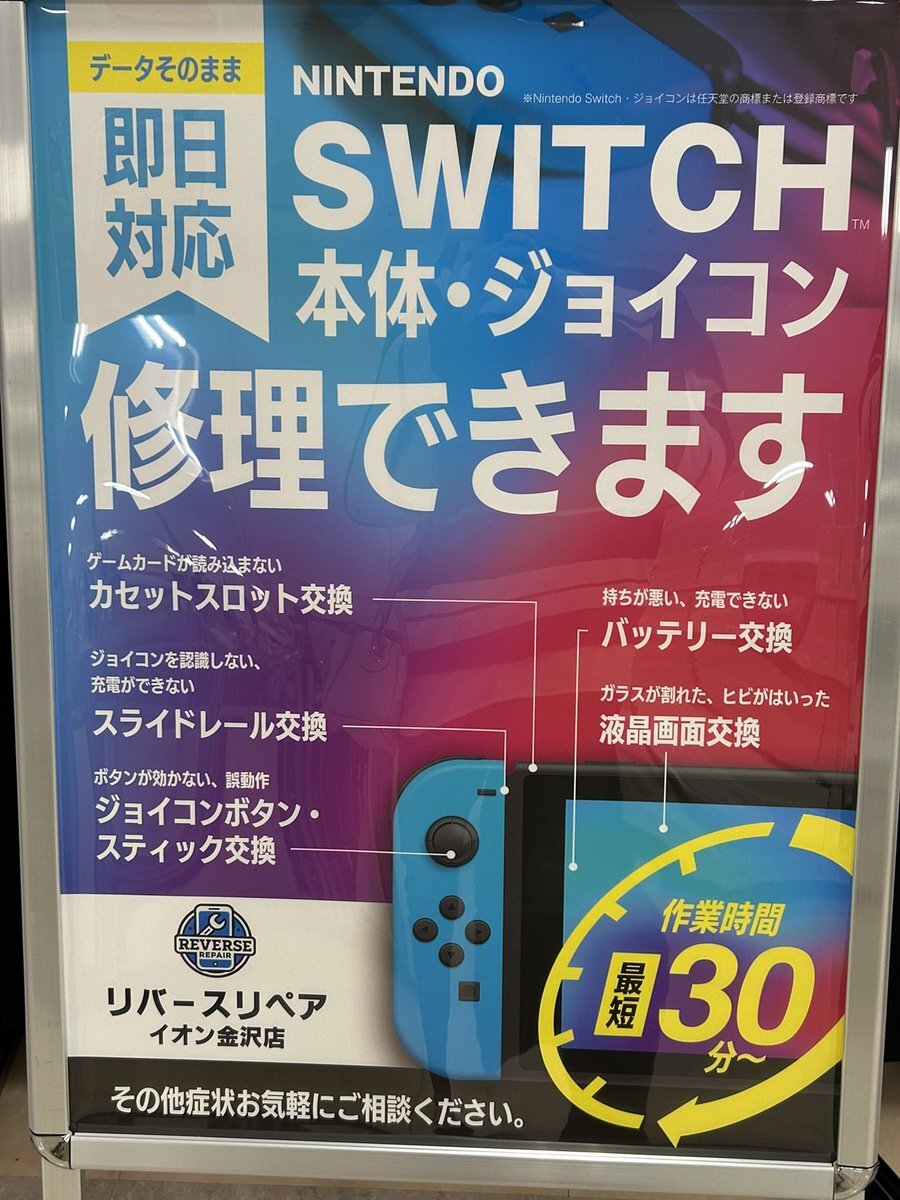 データそのまま
即日
対応
NINTENDO
※Nintendo Switch・ジョイコンは任天堂の商標または登録商標です
SWITCH™
本体・ジョイコン
修理できます
ゲームカードが読み込まない
カセットスロット交換
ジョイコンを認識しない、
充電ができない
スライドレール交換
ボタンが効かない、誤動作
ジョイコンボタン・
スティック交換
持ちが悪い、充電できない
バッテリー交換
ガラスが割れた、ヒビがはいった
液晶画面交換
作業時間
最短
30
分〜
REVERSE
REPAIR
リバースリペア
イオン金沢店
その他症状お気軽にご相談ください。